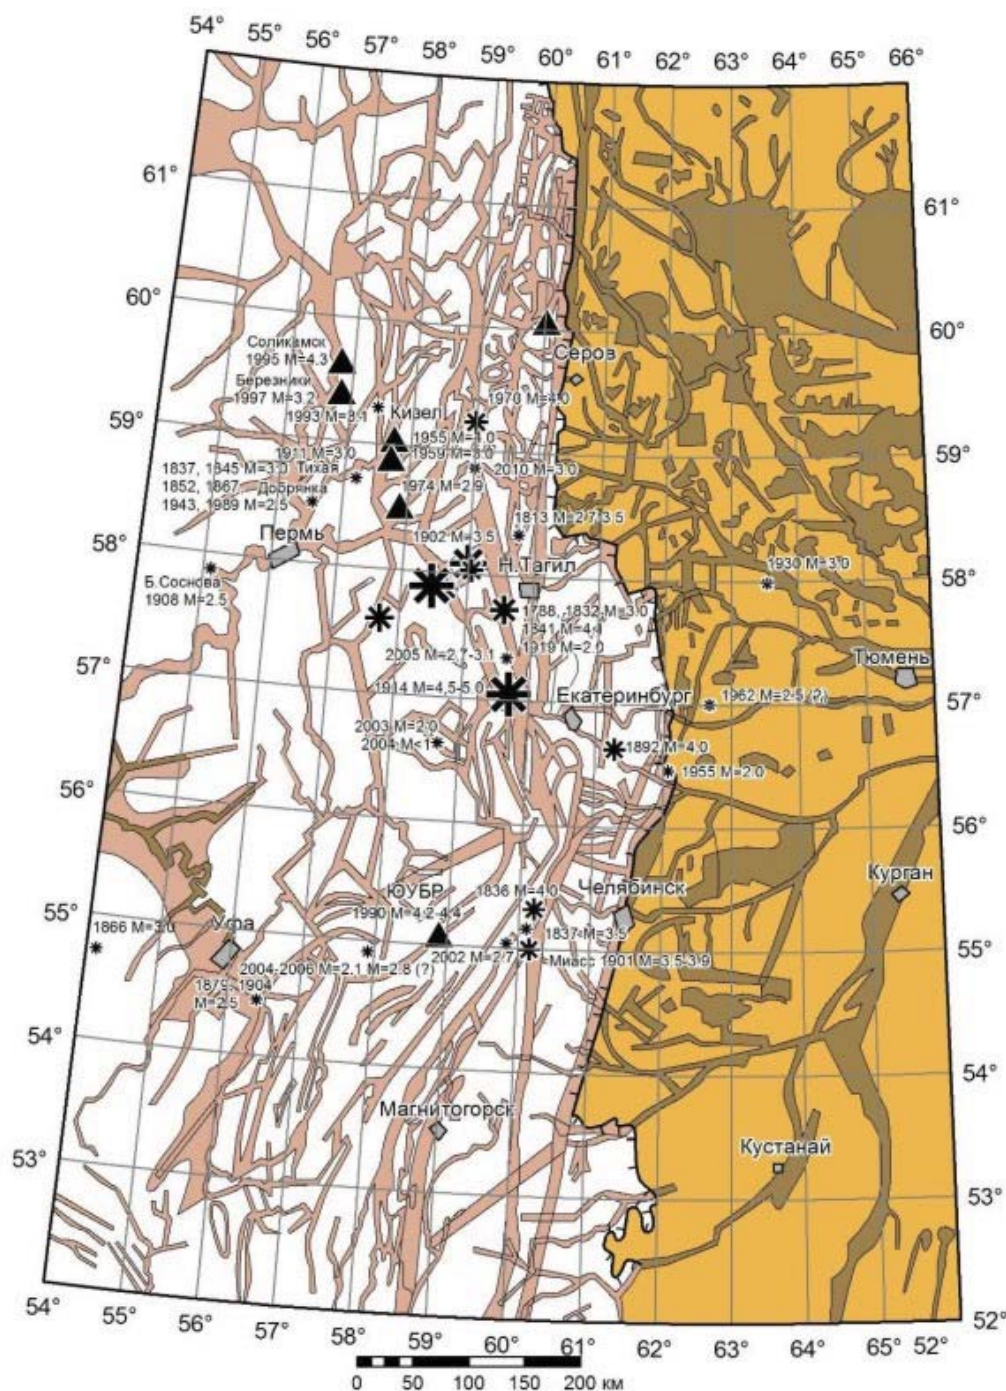 54° 55° 56° 57° 58° 59° 60° 61° 62° 63° 64° 65° 66°
61°
61°
60°
60°
Соликамск
1995 M=4.3
Серов
Березники
1997 M=3.2
1993 M=3.1
Кизел
1970 M=4.0
59°
59°
1955 M=4.0
1911 M=3.0
1959 M=3.0
1837, 1845 M=3.0 Тихая
2010 M=3.0
1852, 1867
Добрянка
1974 M=2.9
1943, 1989 M=2.5
1813 M=2.7-3.5
Пермь
1902 M=3.5
58°
58°
Н.Тагил
1930 M=3.0
Б.Соснова
1908 M=2.5
1788, 1832 M=3.0
1841 M=4.1
1919 M=2.0
2005 M=2.7-3.1
57°
57°
Тюмень
1914 M=4,5-5.0
Екатеринбург
1962 M=2.5 (?)
2003 M=2.0
2004 M<1
1892 M=4.0
1955 M=2.0
56°
56°
Курган
ЮУБР
1836 M=4.0
Челябинск
1990 M=4,2-4,4
55°
55°
1866 M=3.0
Уфа
1837 M=3.5
2002 M=2.7
Миасс 1901 M=3,5-3.9
2004-2006 M=2.1 M=2.8 (?)
1879, 1904
M=2.5
54°
54°
Магнитогорск
Кустанай
53°
53°
54° 55° 56° 57° 58° 59° 60° 61° 62° 63° 64° 65° 52°
52°
0 50 100 150 200 км